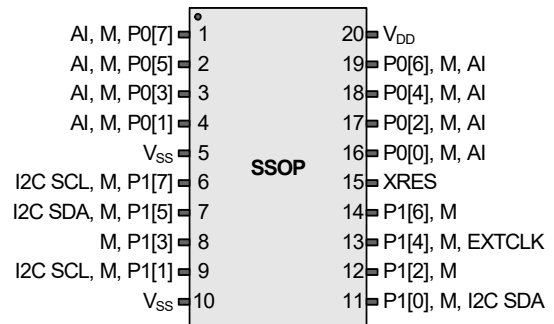 AI, M, P0[7] 1 20 VDD
AI, M, P0[5] 2 19 P0[6], M, AI
AI, M, P0[3] 3 18 P0[4], M, AI
AI, M, P0[1] 4 17 P0[2], M, AI
VSS 5 16 P0[0], M, AI
SSOP
I2C SCL, M, P1[7] 6 15 XRES
I2C SDA, M, P1[5] 7 14 P1[6], M
M, P1[3] 8 13 P1[4], M, EXTCLK
I2C SCL, M, P1[1] 9 12 P1[2], M
VSS 10 11 P1[0], M, I2C SDA